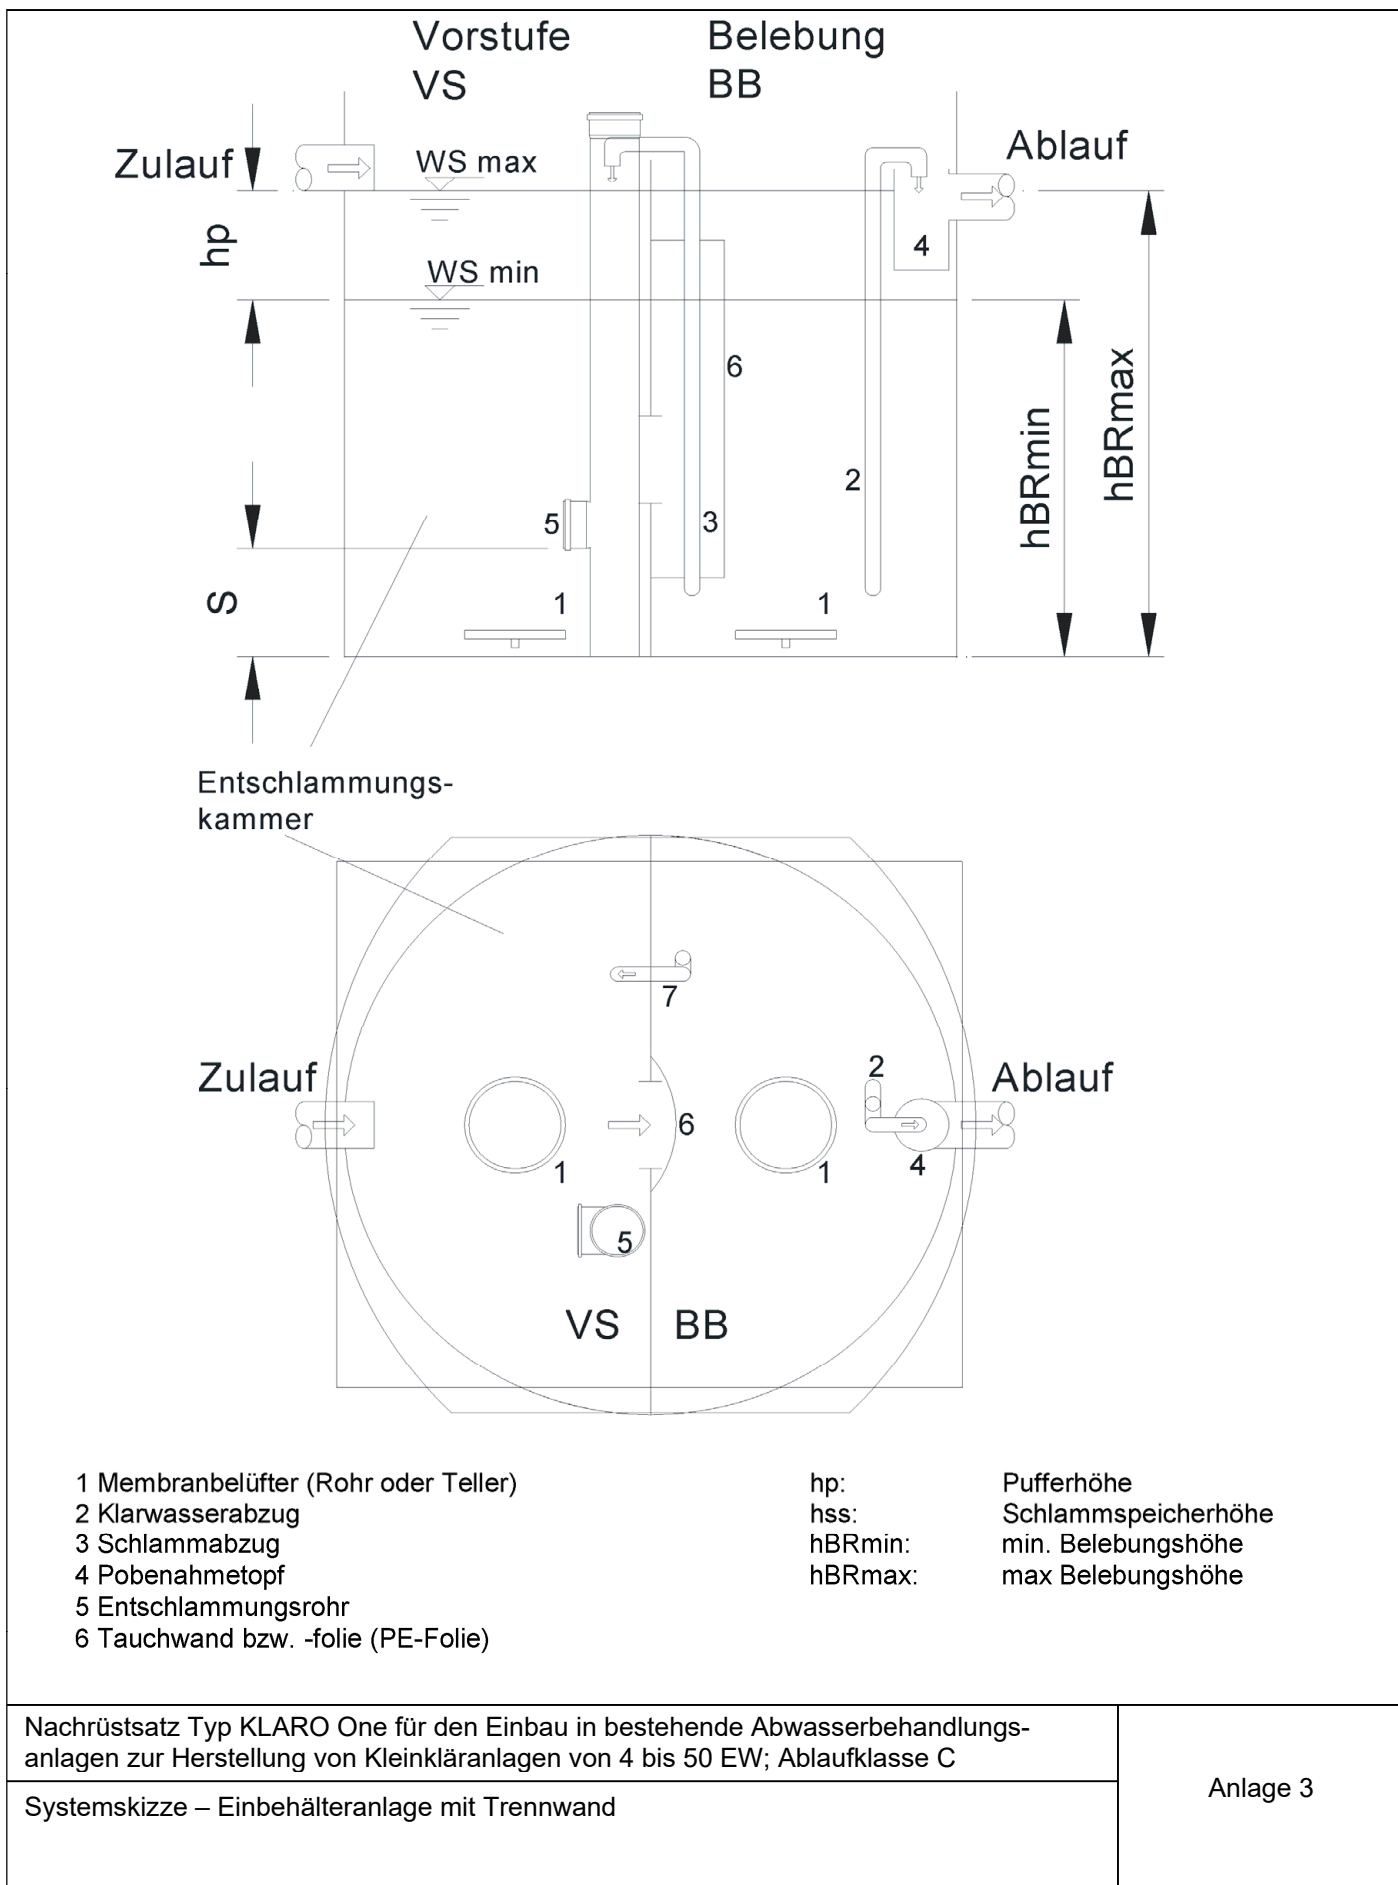 Vorstufe
VS
Belebung
BB
Zulauf
WS max
Ablauf
hp
WS min
4
6
hBRmin
hBRmax
2
5
3
S
1
1
Entschlammungs-
kammer
7
Zulauf
2
Ablauf
6
1
1
4
5
VS
BB
1 Membranbelüfter (Rohr oder Teller)
2 Klarwasserabzug
3 Schlammabzug
4 Pobenahmetopf
5 Entschlammungsrohr
6 Tauchwand bzw. -folie (PE-Folie)
hp: Pufferhöhe
hss: Schlammspeicherhöhe
hBRmin: min. Belebungshöhe
hBRmax: max Belebungshöhe
Nachrüstsatz Typ KLARO One für den Einbau in bestehende Abwasserbehandlungs-
anlagen zur Herstellung von Kleinkläranlagen von 4 bis 50 EW; Ablaufklasse C
Systemskizze – Einbehälteranlage mit Trennwand
Anlage 3